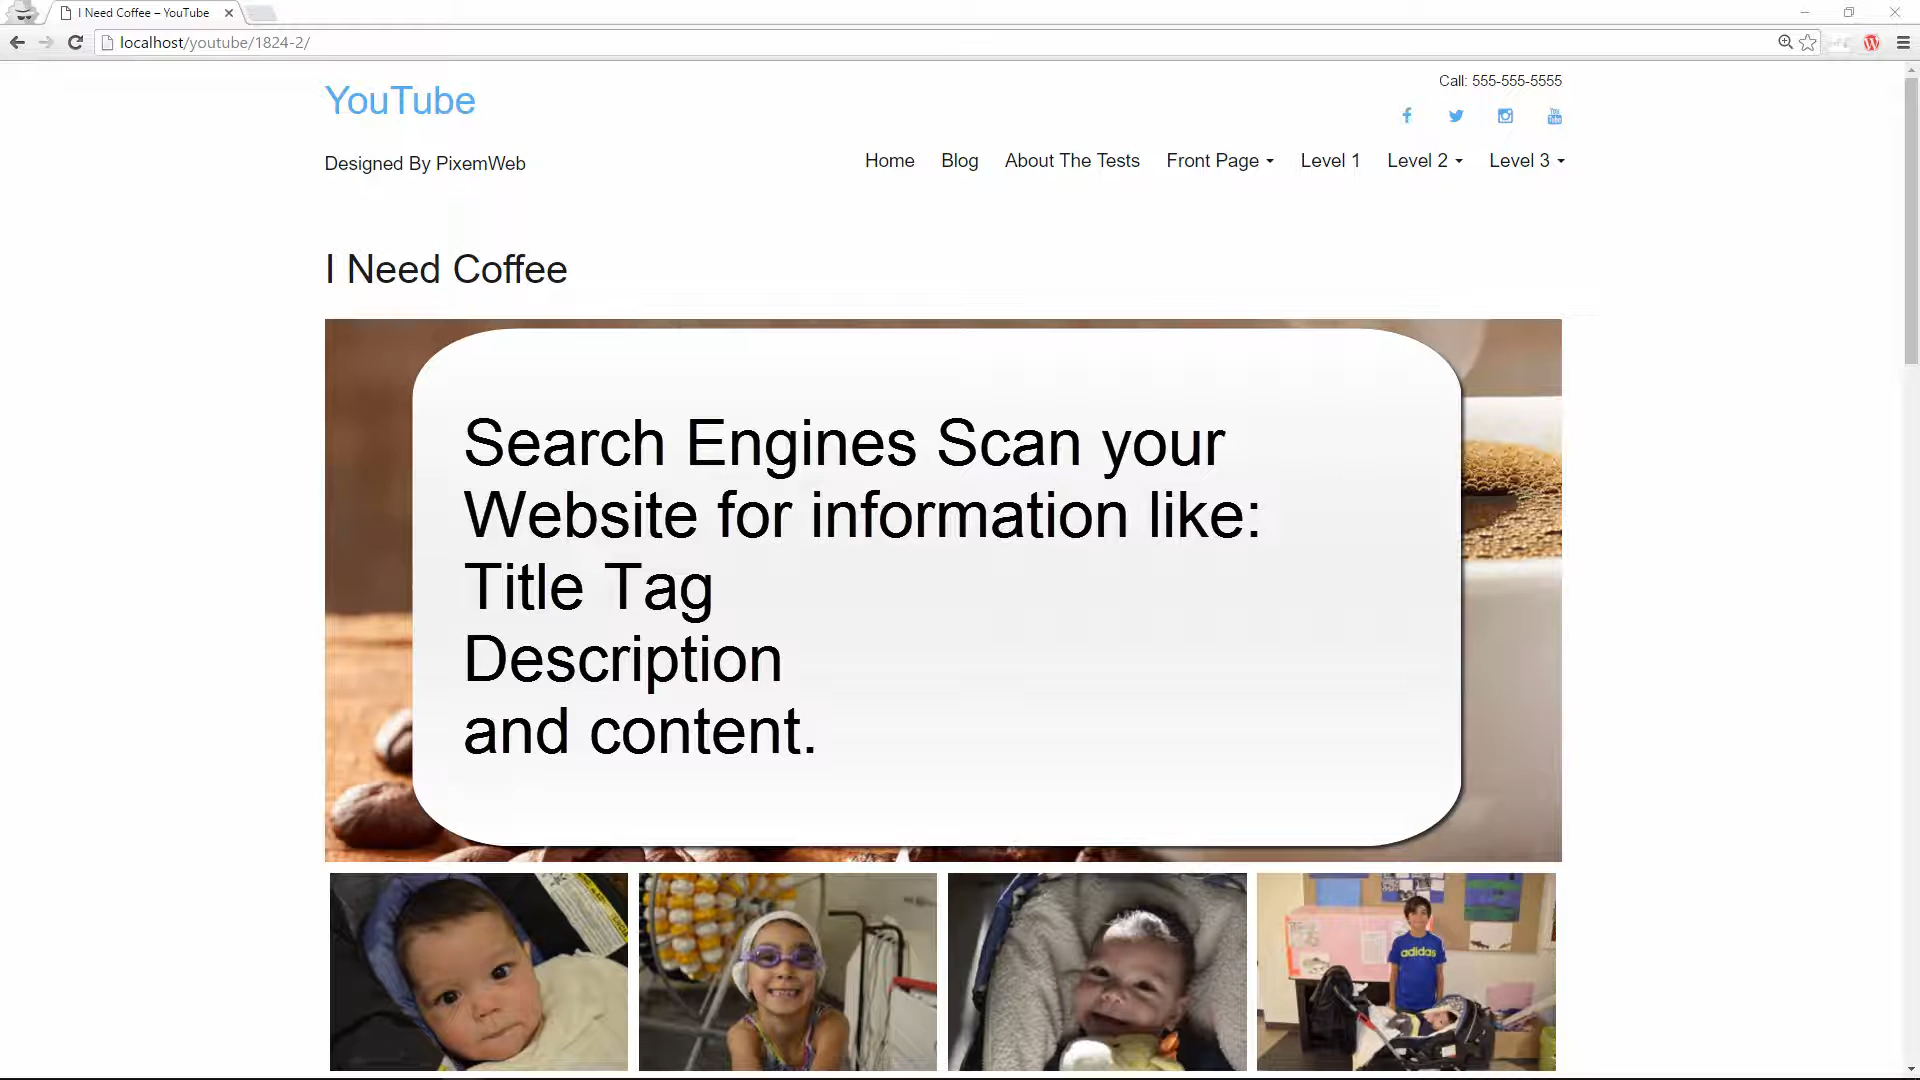 I Need Coffee – YouTube
localhost/youtube/1824-2/
Call: 555-555-5555
YouTube
You Tube
Designed By PixemWeb
Home Blog About The Tests Front Page Level 1 Level 2 Level 3
I Need Coffee
Search Engines Scan your
Website for information like:
Title Tag
Description
and content.
adidas